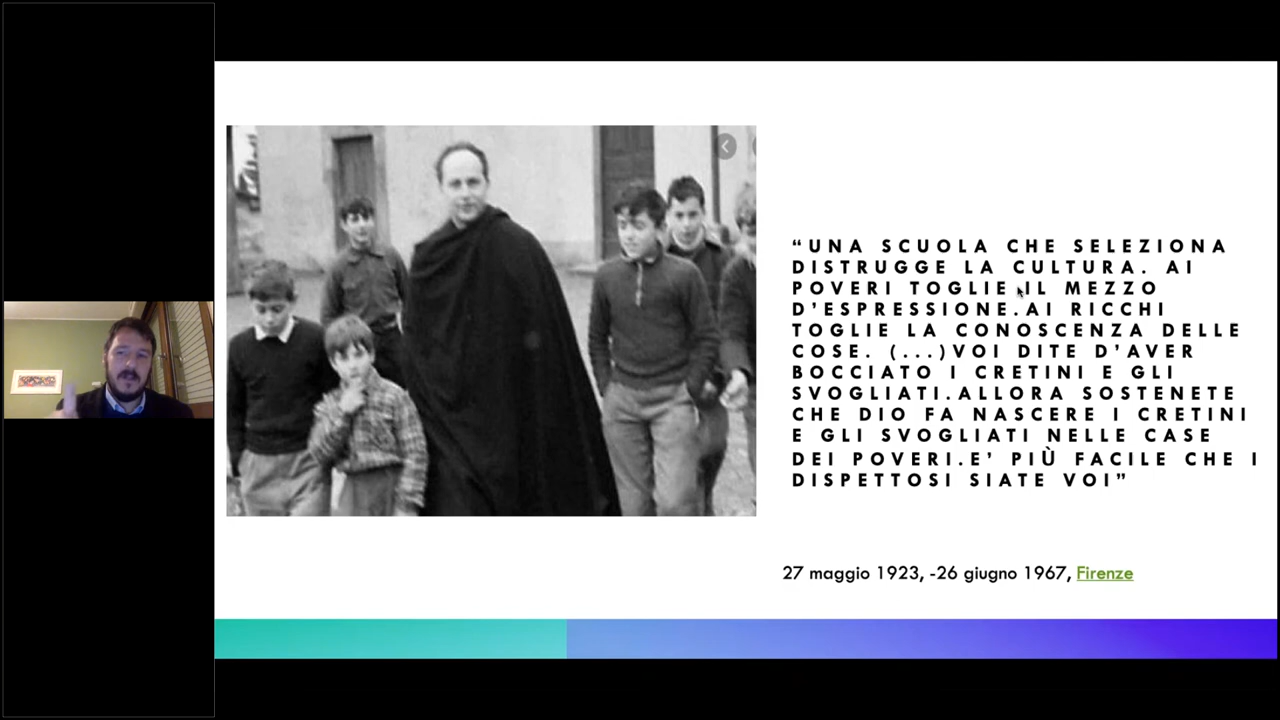 “UNA SCUOLA CHE SELEZIONA
DISTRUGGE LA CULTURA. AI
POVERI TOGLIE IL MEZZO
D’ESPRESSIONE.AI RICCHI
TOGLIE LA CONOSCENZA DELLE
COSE. (...)VOI DITE D’AVER
BOCCIATO I CRETINI E GLI
SVOGLIATI.ALLORA SOSTENETE
CHE DIO FA NASCERE I CRETINI
E GLI SVOGLIATI NELLE CASE
DEI POVERI.E’ PIÙ FACILE CHE I
DISPETTOSI SIATE VOI”
27 maggio 1923, -26 giugno 1967, Firenze